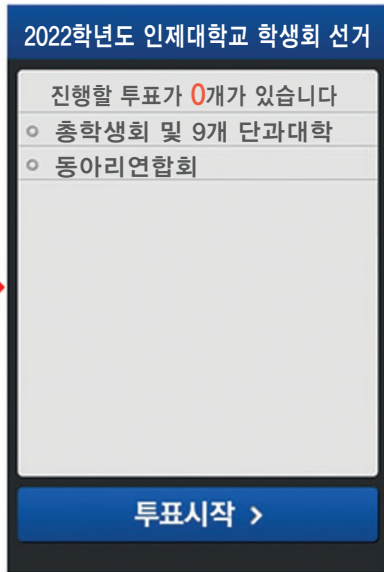 2022학년도 인제대학교 학생회 선거
진행할 투표가 0개가 있습니다
총학생회 및 9개 단과대학
동아리연합회
투표시작 >